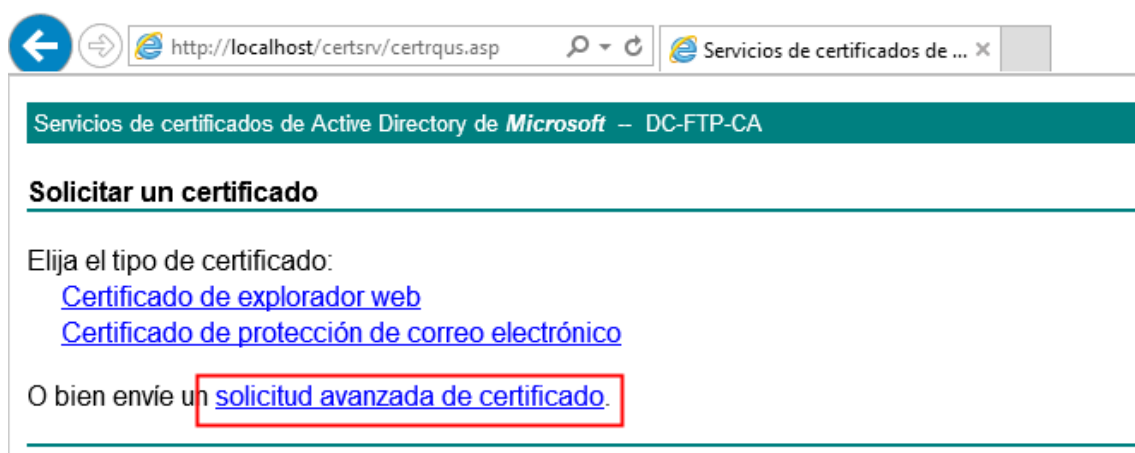 http://localhost/certsrv/certrqus.asp
Servicios de certificados de ...
Servicios de certificados de Active Directory de Microsoft -- DC-FTP-CA
Solicitar un certificado
Elija el tipo de certificado:
Certificado de explorador web
Certificado de protección de correo electrónico
O bien envíe un solicitud avanzada de certificado.